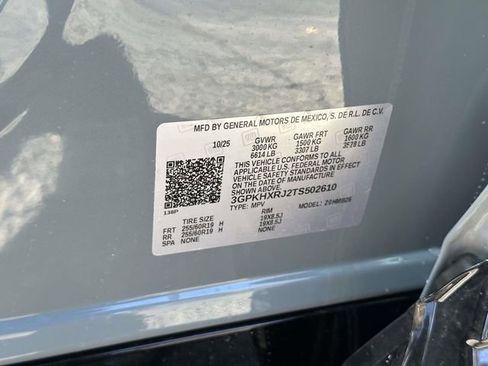 MFD BY GENERAL MOTORS DE MEXICO, S. DE R.L. DE C.V.
10/25 GVWR GAWR FRT GAWR RR
3000 KG 1500 KG 1600 KG
6614 LB 3307 LB 3528 LB
THIS VEHICLE CONFORMS TO ALL
APPLICABLE U.S. FEDERAL MOTOR
VEHICLE SAFETY STANDARDS IN EFFECT
ON THE DATE OF MANUFACTURE SHOWN ABOVE.
3GPKHXRJ2TS502610
TYPE: MPV MODEL:
138P
TIRE SIZE RIM
FRT 255/60R19 H 19X8.5J
RR 255/60R19 H 19X8.5J
SPA NONE NONE